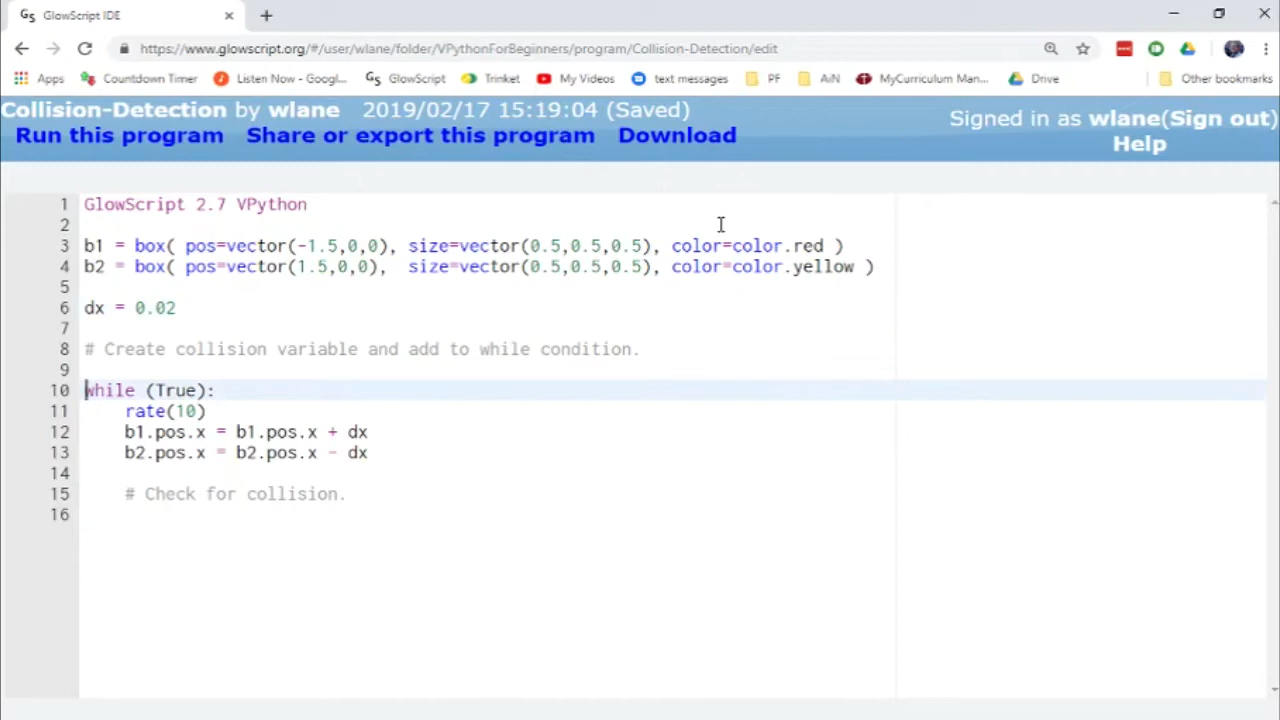 GlowScript IDE
https://www.glowscript.org/#/user/wlane/folder/VPythonForBeginners/program/Collision-Detection/edit
Apps Countdown Timer Listen Now - Googl... GlowScript Trinket My Videos text messages PF AiN MyCurriculum Man... Drive Other bookmarks
Collision-Detection by wlane 2019/02/17 15:19:04 (Saved)
Signed in as wlane(Sign out)
Run this program Share or export this program Download
Help
1 GlowScript 2.7 VPython
2
3 b1 = box( pos=vector(-1.5,0,0), size=vector(0.5,0.5,0.5), color=color.red )
4 b2 = box( pos=vector(1.5,0,0),  size=vector(0.5,0.5,0.5), color=color.yellow )
5
6 dx = 0.02
7
8 # Create collision variable and add to while condition.
9
10 while (True):
11     rate(10)
12     b1.pos.x = b1.pos.x + dx
13     b2.pos.x = b2.pos.x - dx
14
15     # Check for collision.
16